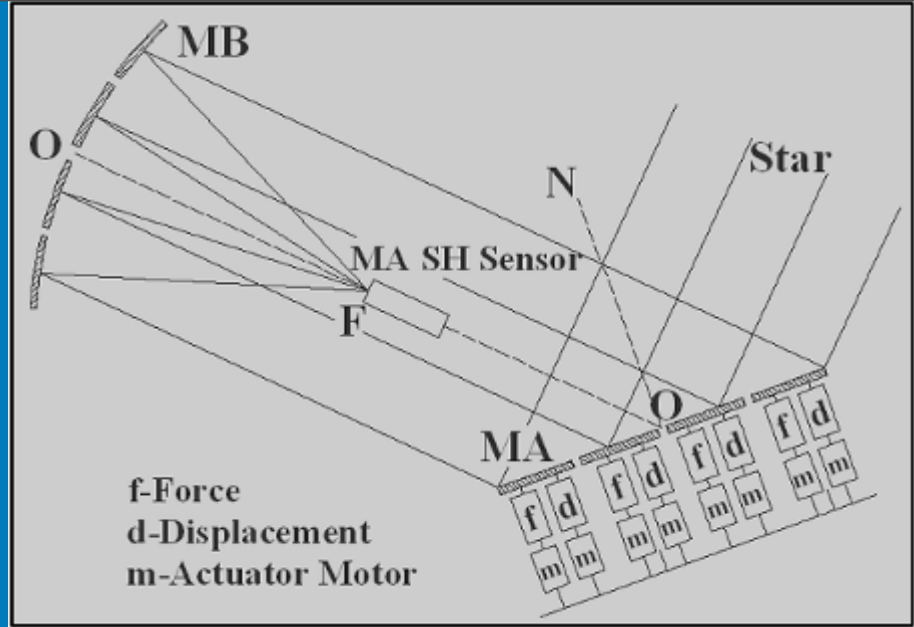 MB
O
Star
N
MA SH Sensor
F
O
MA
f d f d f d f d
m m m m m m m m
f-Force
d-Displacement
m-Actuator Motor